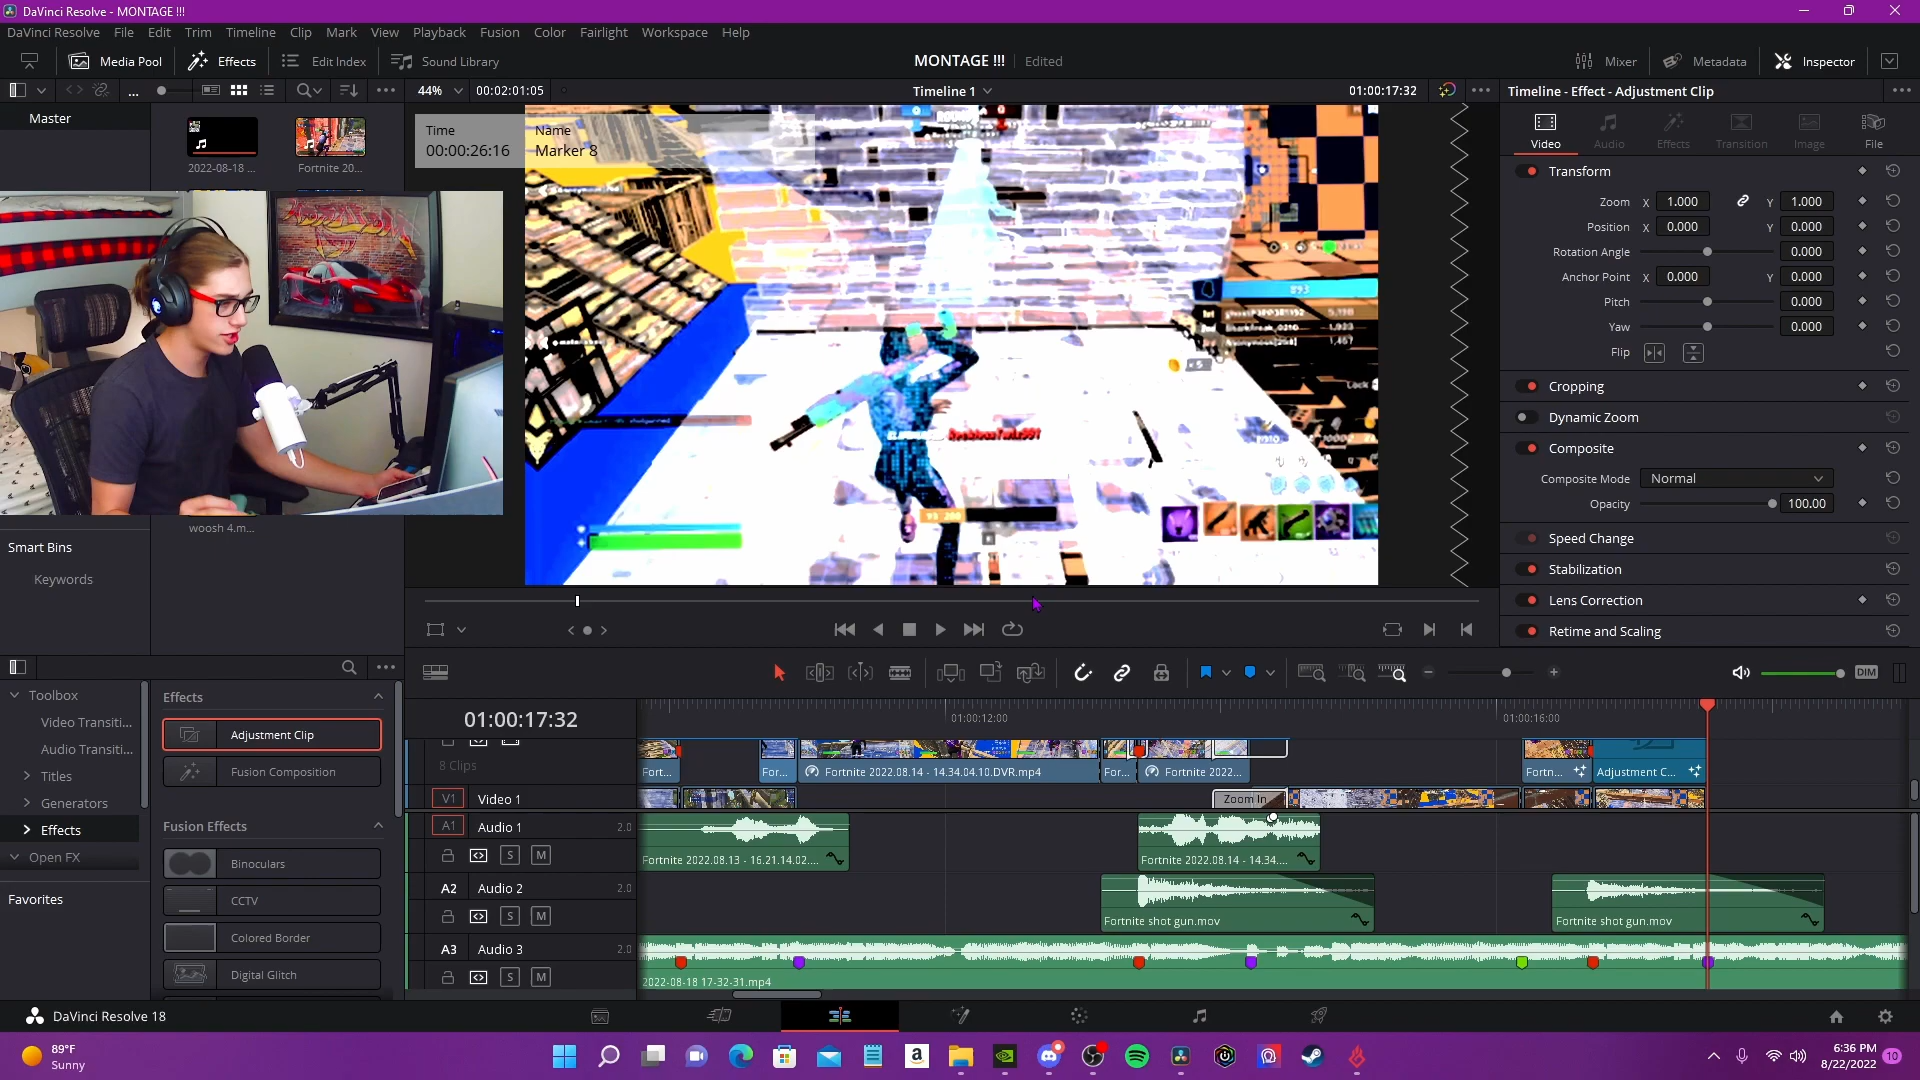 DaVinci Resolve - MONTAGE !!!
DaVinci Resolve File Edit Trim Timeline Clip Mark View Playback Fusion Color Fairlight Workspace Help
Media Pool Effects Edit Index Sound Library MONTAGE !!! Edited Mixer Metadata Inspector
44% 00:02:01:05 Timeline 1 01:00:17:32 Timeline - Effect - Adjustment Clip
Master
2022-08-18 ...
Fortnite 20...
Time Name
00:00:26:16 Marker 8
Video Audio Effects Transition Image File
Transform
Zoom X 1.000 Y 1.000
Position X 0.000 Y 0.000
Rotation Angle 0.000
Anchor Point X 0.000 Y 0.000
Pitch 0.000
Yaw 0.000
Flip
Cropping
Dynamic Zoom
Composite
Composite Mode Normal
Opacity 100.00
Speed Change
Stabilization
Lens Correction
Retime and Scaling
893
woosh 4.m...
Smart Bins
Keywords
DIM
Toolbox
Video Transiti...
Audio Transiti...
Titles
Generators
Effects
Open FX
Favorites
Effects
Adjustment Clip
Fusion Composition
Fusion Effects
Binoculars
CCTV
Colored Border
Digital Glitch
01:00:17:32
01:00:12:00
01:00:16:00
8 Clips
Fort... For... Fortnite 2022.08.14 - 14.34.04.10.DVR.mp4 For... Fortnite 2022... Fortn... Adjustment C...
V1 Video 1 Zoom In
A1 Audio 1 2.0
S M
Fortnite 2022.08.13 - 16.21.14.02.... Fortnite 2022.08.14 - 14.34....
A2 Audio 2 2.0
S M
Fortnite shot gun.mov Fortnite shot gun.mov
A3 Audio 3 2.0
S M
2022-08-18 17-32-31.mp4
DaVinci Resolve 18
89°F
Sunny
6:36 PM
8/22/2022
10